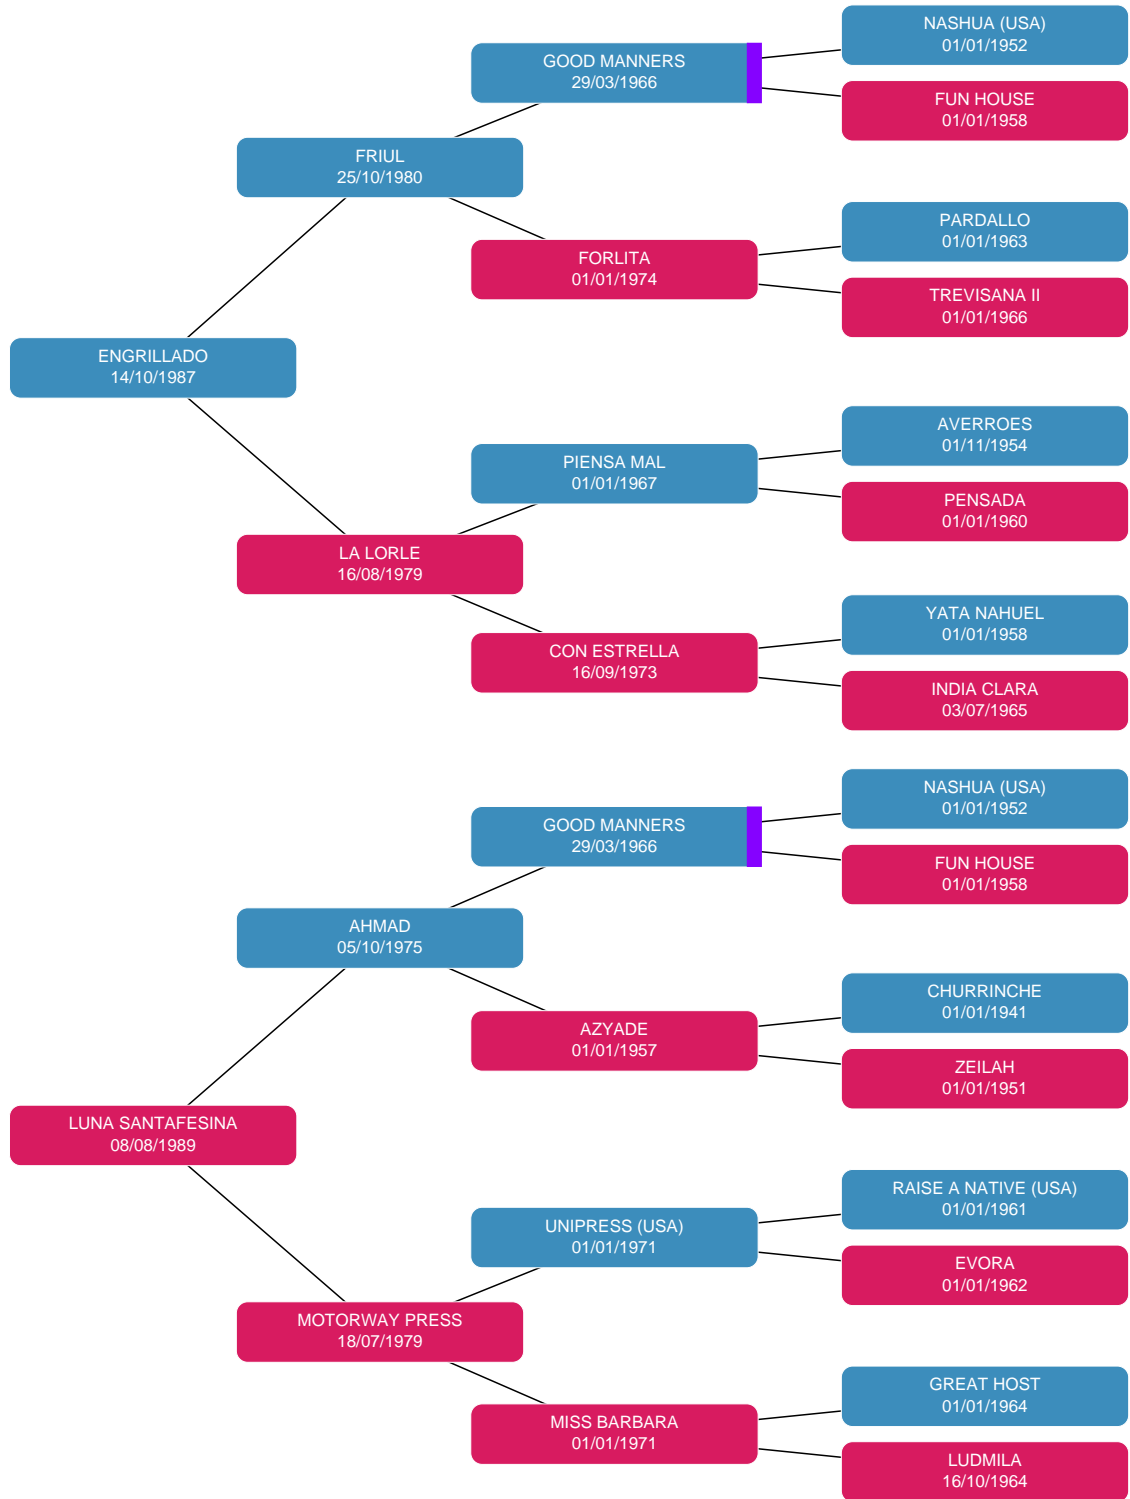 NASHUA (USA)
01/01/1952
GOOD MANNERS
29/03/1966
FUN HOUSE
01/01/1958
FRIUL
25/10/1980
PARDALLO
01/01/1963
FORLITA
01/01/1974
TREVISANA II
01/01/1966
ENGRILLADO
14/10/1987
AVERROES
01/11/1954
PIENSA MAL
01/01/1967
PENSADA
01/01/1960
LA LORLE
16/08/1979
YATA NAHUEL
01/01/1958
CON ESTRELLA
16/09/1973
INDIA CLARA
03/07/1965
NASHUA (USA)
01/01/1952
GOOD MANNERS
29/03/1966
FUN HOUSE
01/01/1958
AHMAD
05/10/1975
CHURRINCHE
01/01/1941
AZYADE
01/01/1957
ZEILAH
01/01/1951
LUNA SANTAFESINA
08/08/1989
RAISE A NATIVE (USA)
01/01/1961
UNIPRESS (USA)
01/01/1971
EVORA
01/01/1962
MOTORWAY PRESS
18/07/1979
GREAT HOST
01/01/1964
MISS BARBARA
01/01/1971
LUDMILA
16/10/1964